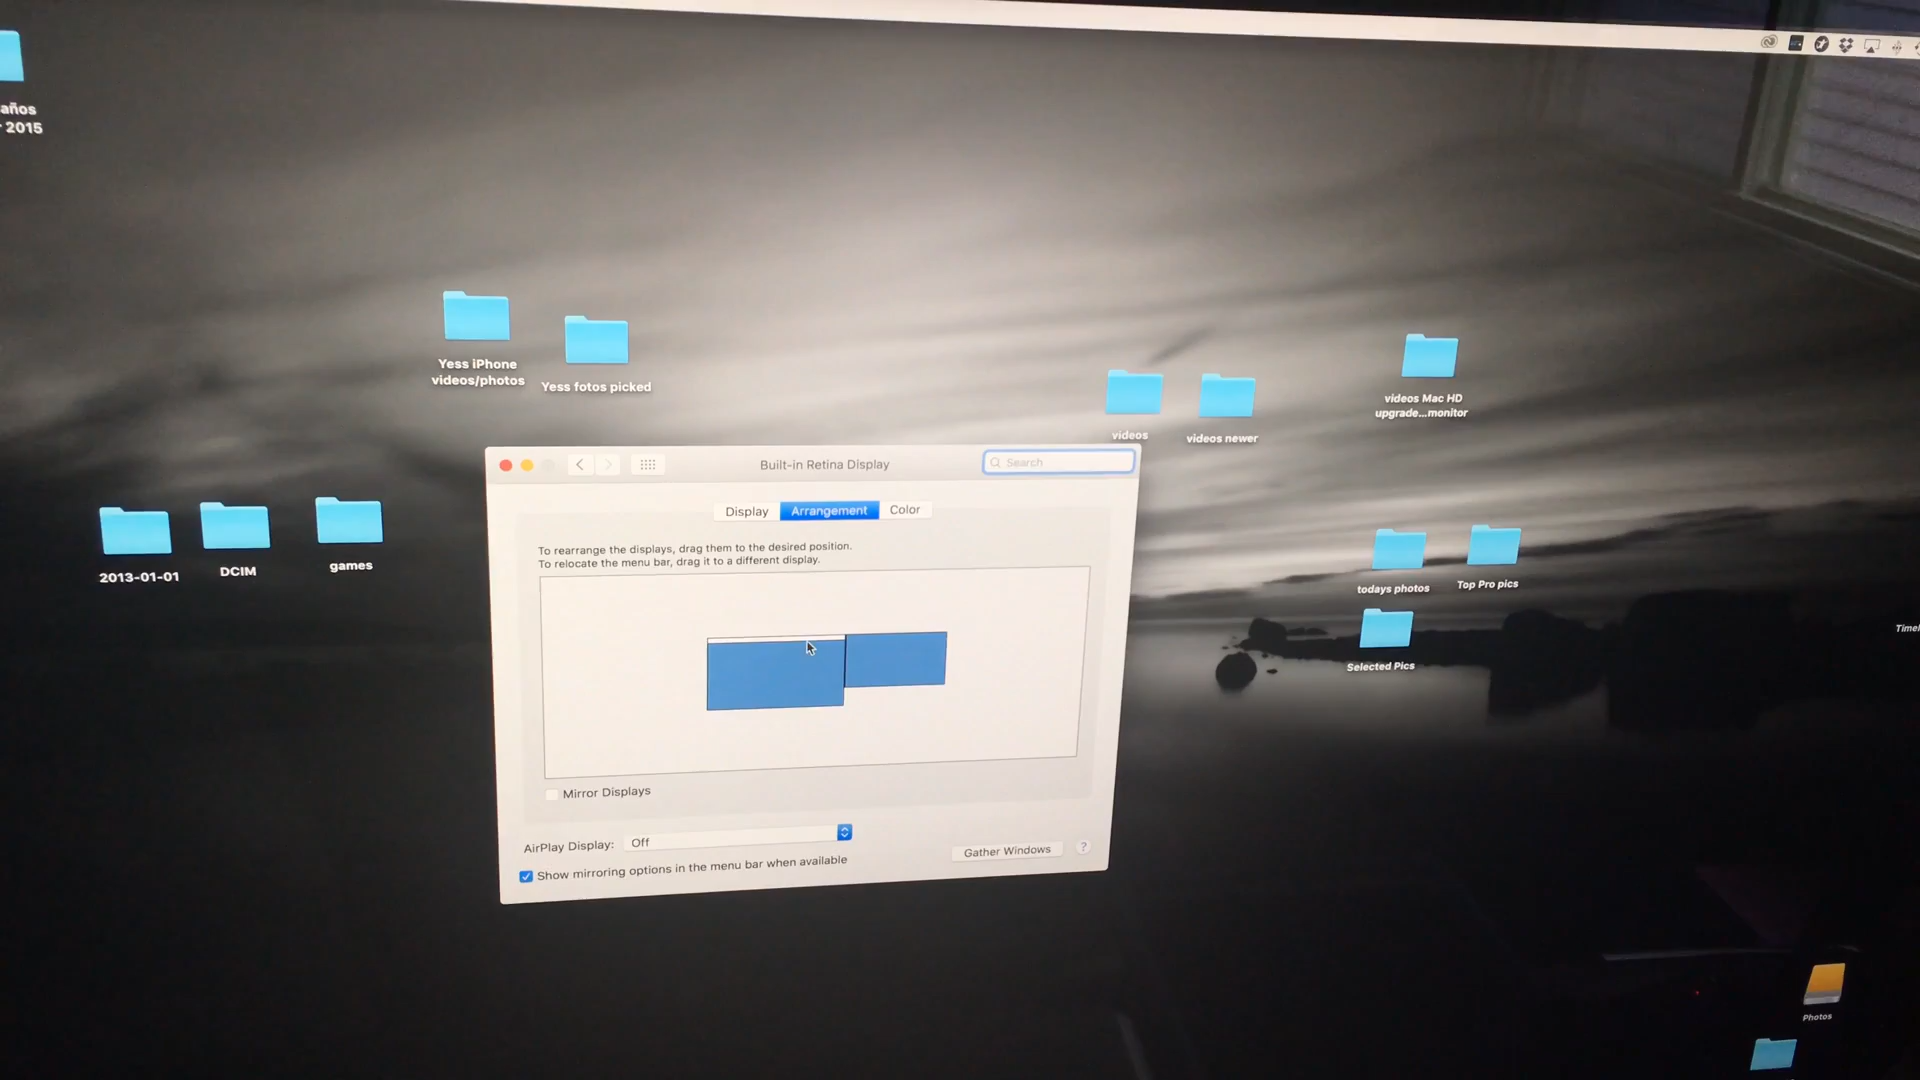 años
2015
Yess iPhone
videos/photos
Yess fotos picked
videos
videos newer
videos Mac HD
upgrade...monitor
2013-01-01
DCIM
games
todays photos
Top Pro pics
Selected Pics
Photos
Built-in Retina Display
Search
Display
Arrangement
Color
To rearrange the displays, drag them to the desired position.
To relocate the menu bar, drag it to a different display.
Mirror Displays
AirPlay Display:
Off
Show mirroring options in the menu bar when available
Gather Windows
?